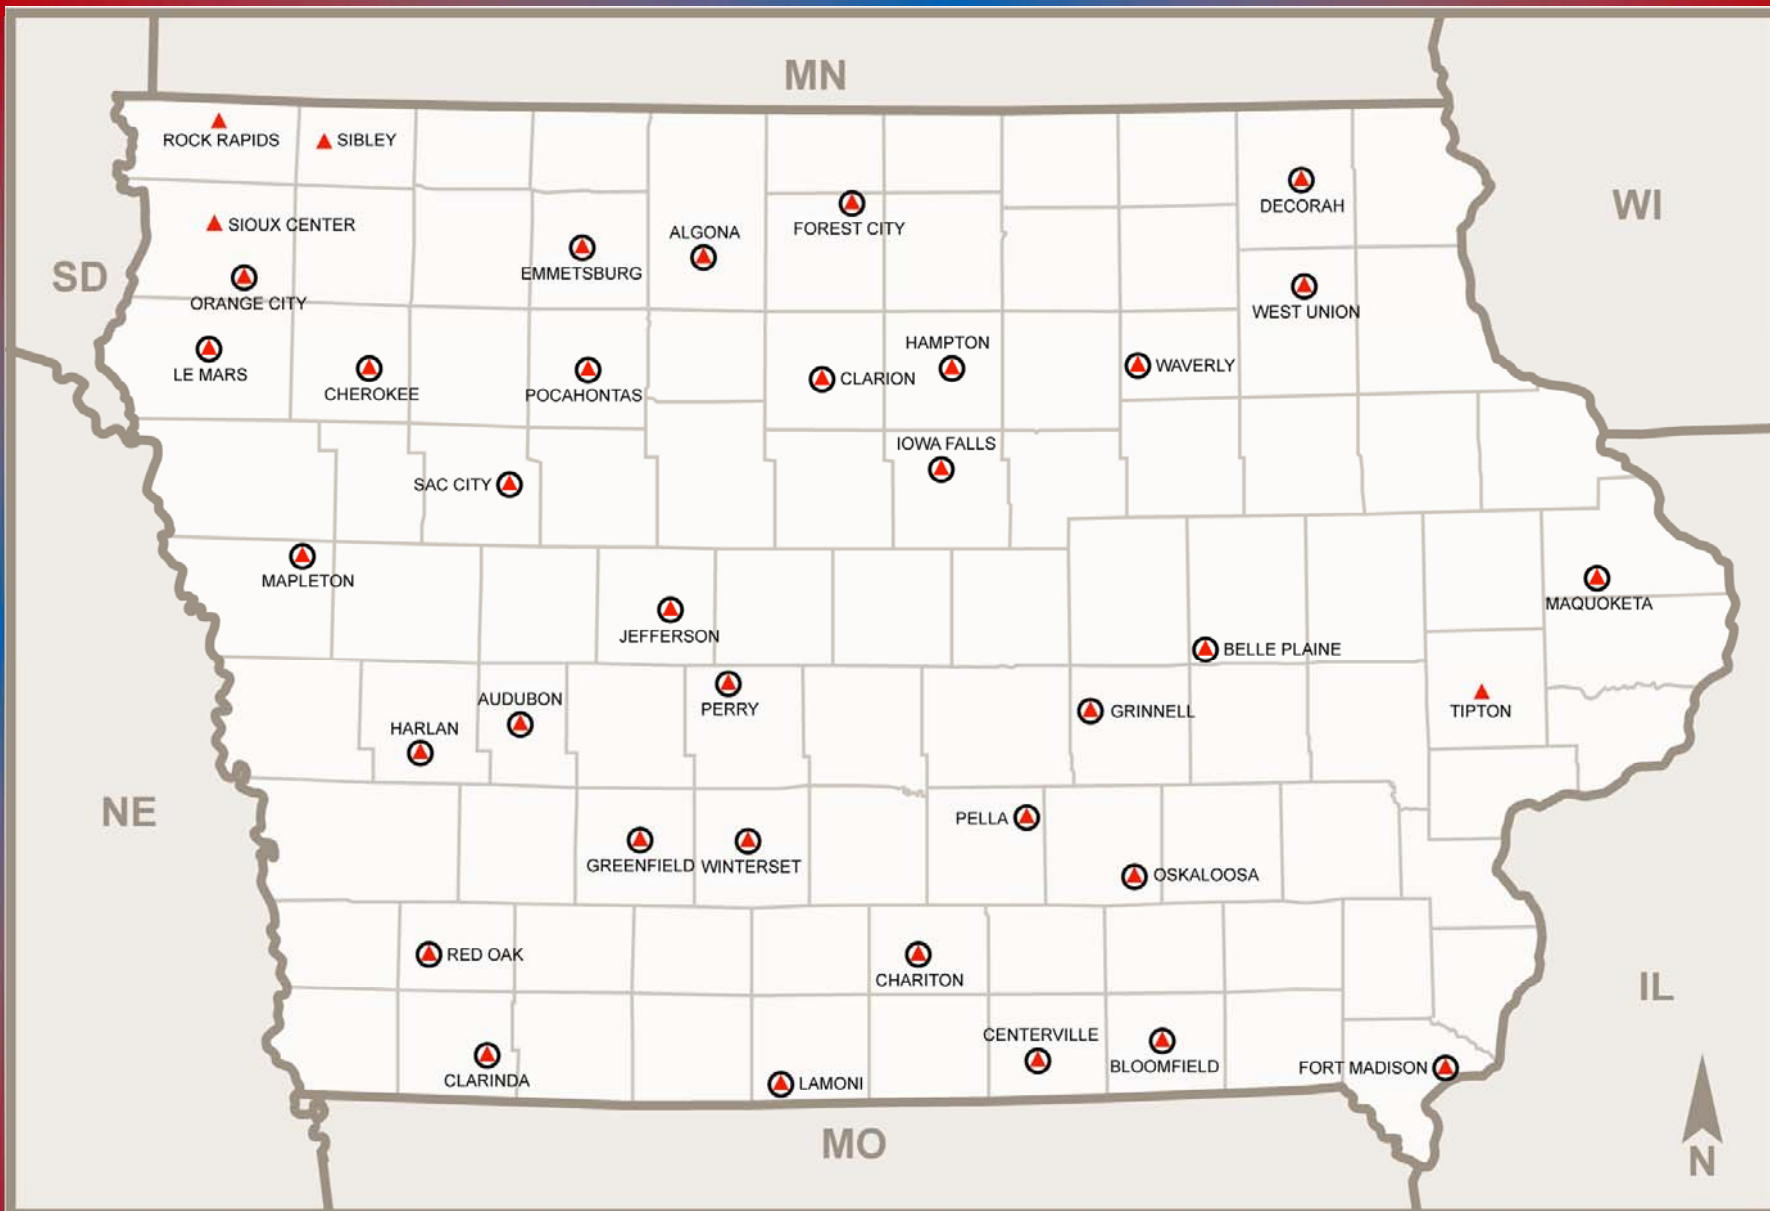 MN
ROCK RAPIDS
SIBLEY
DECORAH
WI
SIOUX CENTER
FOREST CITY
ALGONA
EMMETSBURG
SD
ORANGE CITY
WEST UNION
HAMPTON
LE MARS
CHEROKEE
POCAHONTAS
CLARION
WAVERLY
IOWA FALLS
SAC CITY
MAPLETON
MAQUOKETA
JEFFERSON
BELLE PLAINE
AUDUBON
PERRY
GRINNELL
TIPTON
HARLAN
NE
PELLA
GREENFIELD
WINTERSET
OSKALOOSA
RED OAK
CHARITON
IL
CENTERVILLE
BLOOMFIELD
FORT MADISON
CLARINDA
LAMONI
MO
N